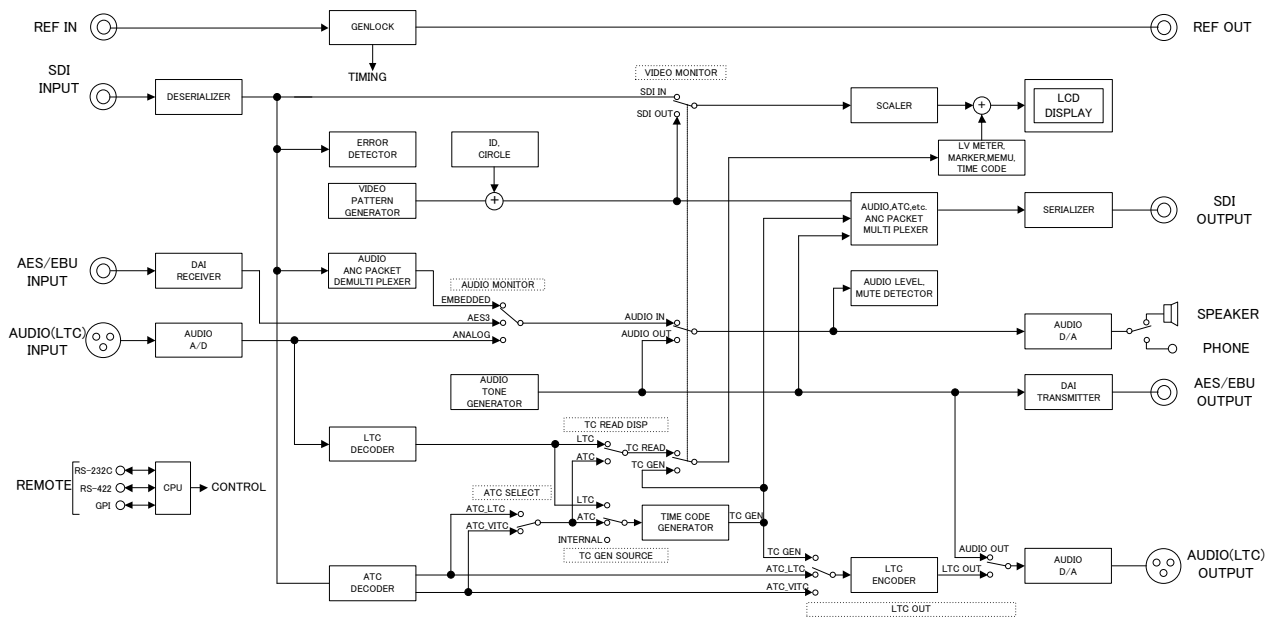 REF IN
GENLOCK
REF OUT
TIMING
SDI
INPUT
DESERIALIZER
VIDEO MONITOR
SDI IN
SDI OUT
SCALER
LCD
DISPLAY
ERROR
DETECTOR
ID,
CIRCLE
LV METER,
MARKER,MEMU,
TIME CODE
VIDEO
PATTERN
GENERATOR
AUDIO,ATC,etc.
ANC PACKET
MULTI PLEXER
SERIALIZER
SDI
OUTPUT
AES/EBU
INPUT
DAI
RECEIVER
AUDIO
ANC PACKET
DEMULTI PLEXER
AUDIO MONITOR
EMBEDDED
AES3
ANALOG
AUDIO IN
AUDIO OUT
AUDIO LEVEL,
MUTE DETECTOR
AUDIO(LTC)
INPUT
AUDIO
A/D
AUDIO
D/A
SPEAKER
PHONE
AUDIO
TONE
GENERATOR
DAI
TRANSMITTER
AES/EBU
OUTPUT
LTC
DECODER
TC READ DISP
LTC
ATC
TC READ
TC GEN
REMOTE
RS-232C
RS-422
GPI
CPU
CONTROL
ATC SELECT
ATC_LTC
ATC_VITC
LTC
ATC
INTERNAL
TC GEN SOURCE
TIME CODE
GENERATOR
TC GEN
ATC
DECODER
TC GEN
ATC_LTC
ATC_VITC
LTC
ENCODER
LTC OUT
AUDIO OUT
LTC OUT
AUDIO
D/A
AUDIO(LTC)
OUTPUT